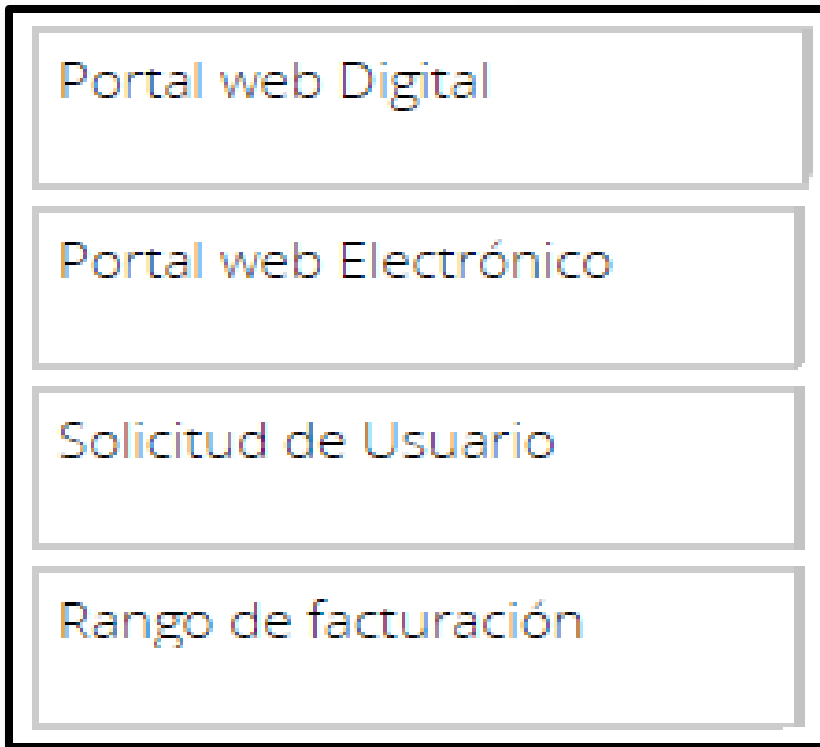 Portal web Digital
Portal web Electrónico
Solicitud de Usuario
Rango de facturación